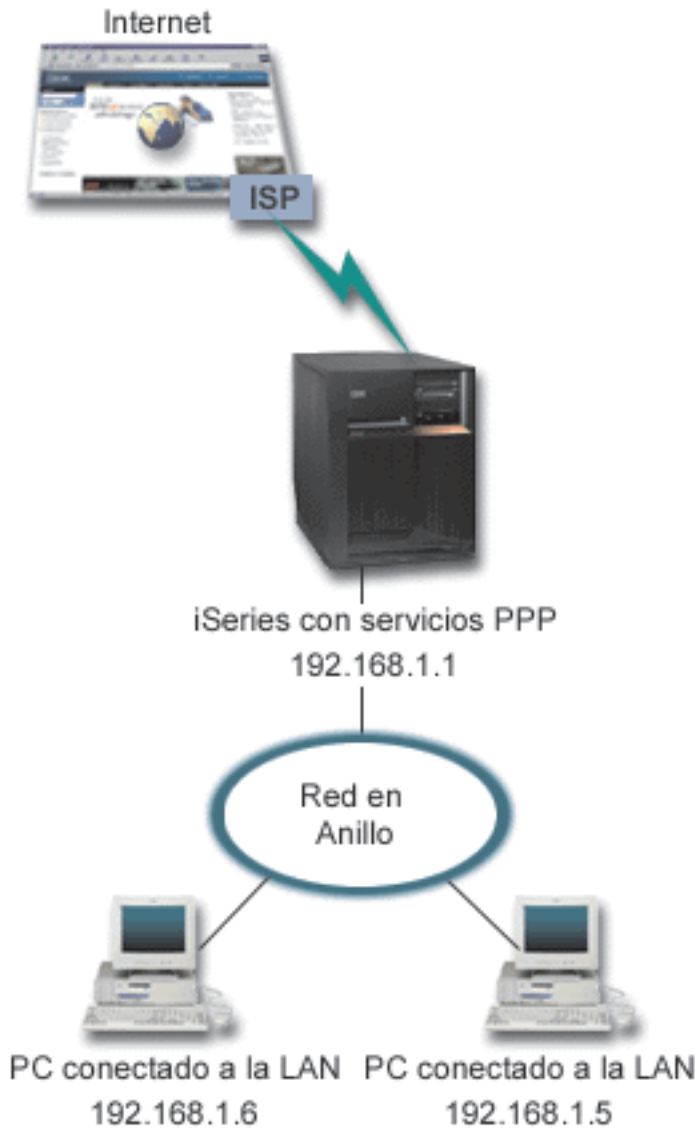 Internet
ISP
iSeries con servicios PPP
192.168.1.1
Red en
Anillo
PC conectado a la LAN
192.168.1.6
PC conectado a la LAN
192.168.1.5